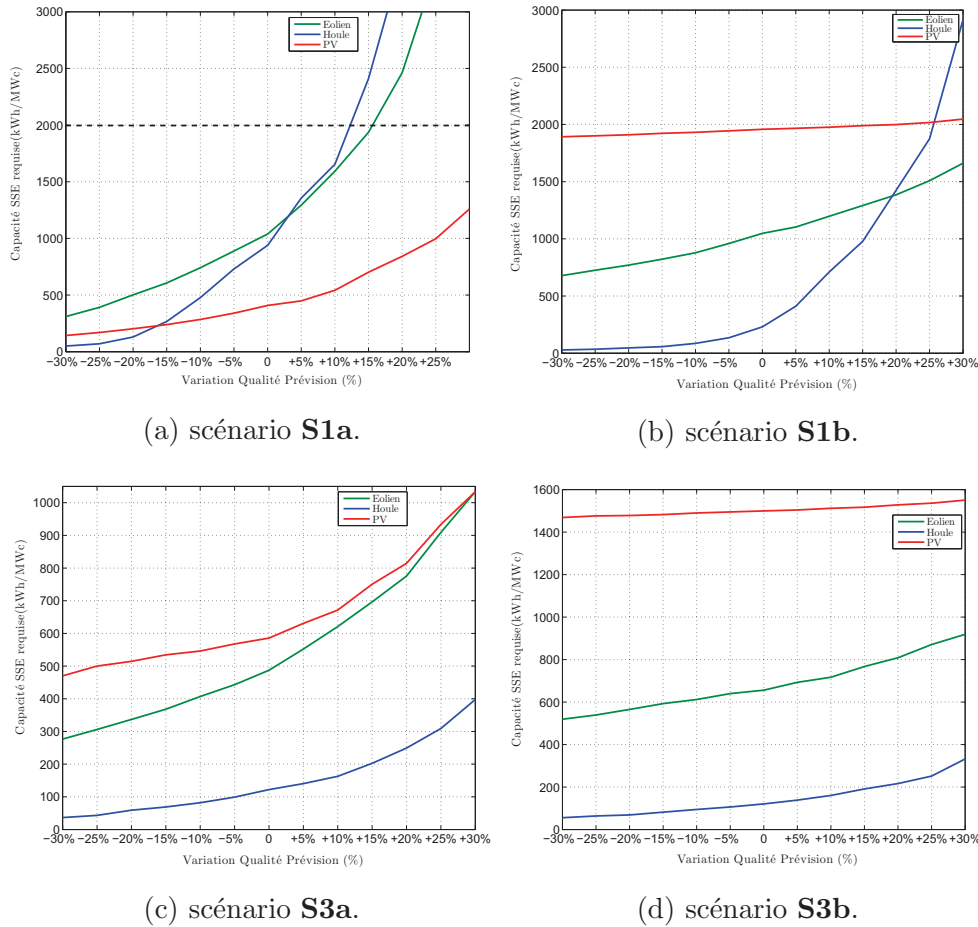 3000
2500
2000
1500
1000
500
0
Capacité SSE requise(kWh/MWc)
Eolien
Houle
PV
−30% −25% −20% −15% −10% −5% 0 +5% +10% +15% +20% +25%
Variation Qualité Prévision (%)
(a) scénario S1a.
3000
2500
2000
1500
1000
500
0
Capacité SSE requise(kWh/MWc)
Eolien
Houle
PV
−30% −25% −20% −15% −10% −5% 0 +5% +10% +15% +20% +25% +30%
Variation Qualité Prévision (%)
(b) scénario S1b.
1000
900
800
700
600
500
400
300
200
100
0
Capacité SSE requise(kWh/MWc)
Eolien
Houle
PV
−30% −25% −20% −15% −10% −5% 0 +5% +10% +15% +20% +25% +30%
Variation Qualité Prévision (%)
(c) scénario S3a.
1600
1400
1200
1000
800
600
400
200
0
Capacité SSE requise(kWh/MWc)
Eolien
Houle
PV
−30% −25% −20% −15% −10% −5% 0 +5% +10% +15% +20% +25% +30%
Variation Qualité Prévision (%)
(d) scénario S3b.